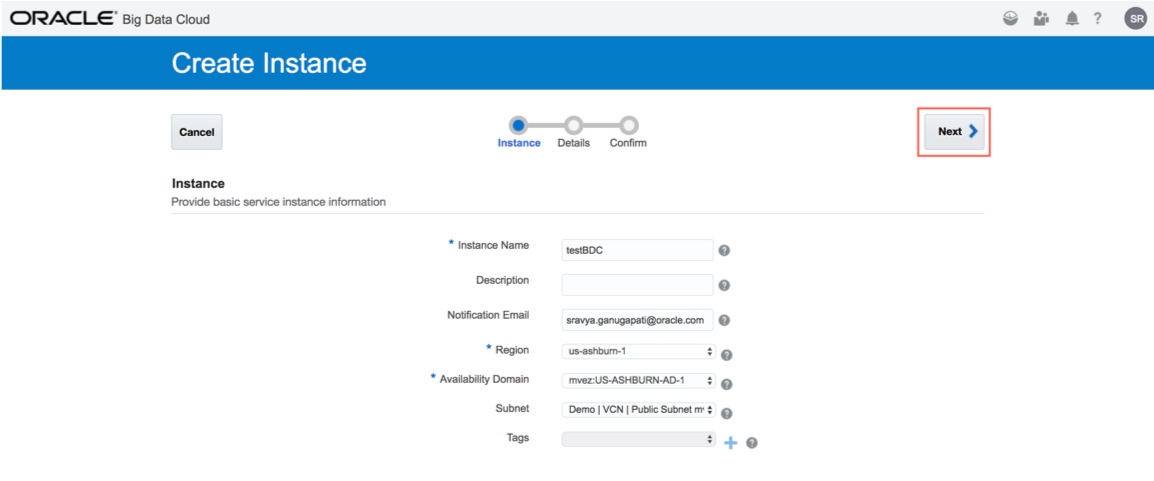 ORACLE® Big Data Cloud
? SR
Create Instance
Cancel
Next
Instance Details Confirm
Instance
Provide basic service instance information
* Instance Name testBDC ?
Description ?
Notification Email sravya.ganugapati@oracle.com ?
* Region us-ashburn-1 ?
* Availability Domain mvez:US-ASHBURN-AD-1 ?
Subnet Demo | VCN | Public Subnet m ?
Tags + ?